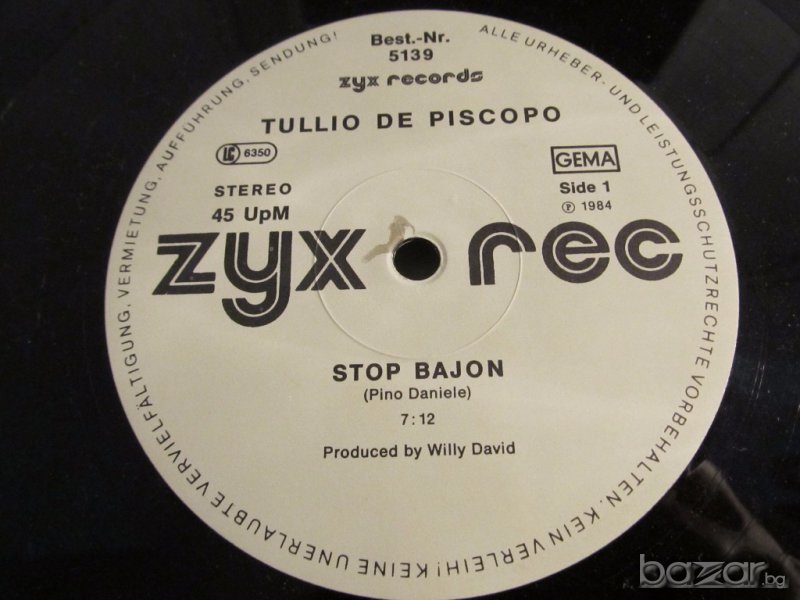 Best.-Nr.
5139
zyx records
TULLIO DE PISCOPO
LC 6350
GEMA
STEREO
Side 1
45 UpM
℗ 1984
zyx rec
STOP BAJON
(Pino Daniele)
7:12
Produced by Willy David
ALLE URHEBER- UND LEISTUNGSSCHUTZRECHTE VORBEHALTEN. KEIN VERLEIH! KEINE UNERLAUBTE VERVIELFÄLTIGUNG, VERMIETUNG, AUFFÜHRUNG, SENDUNG!
bazar.bg